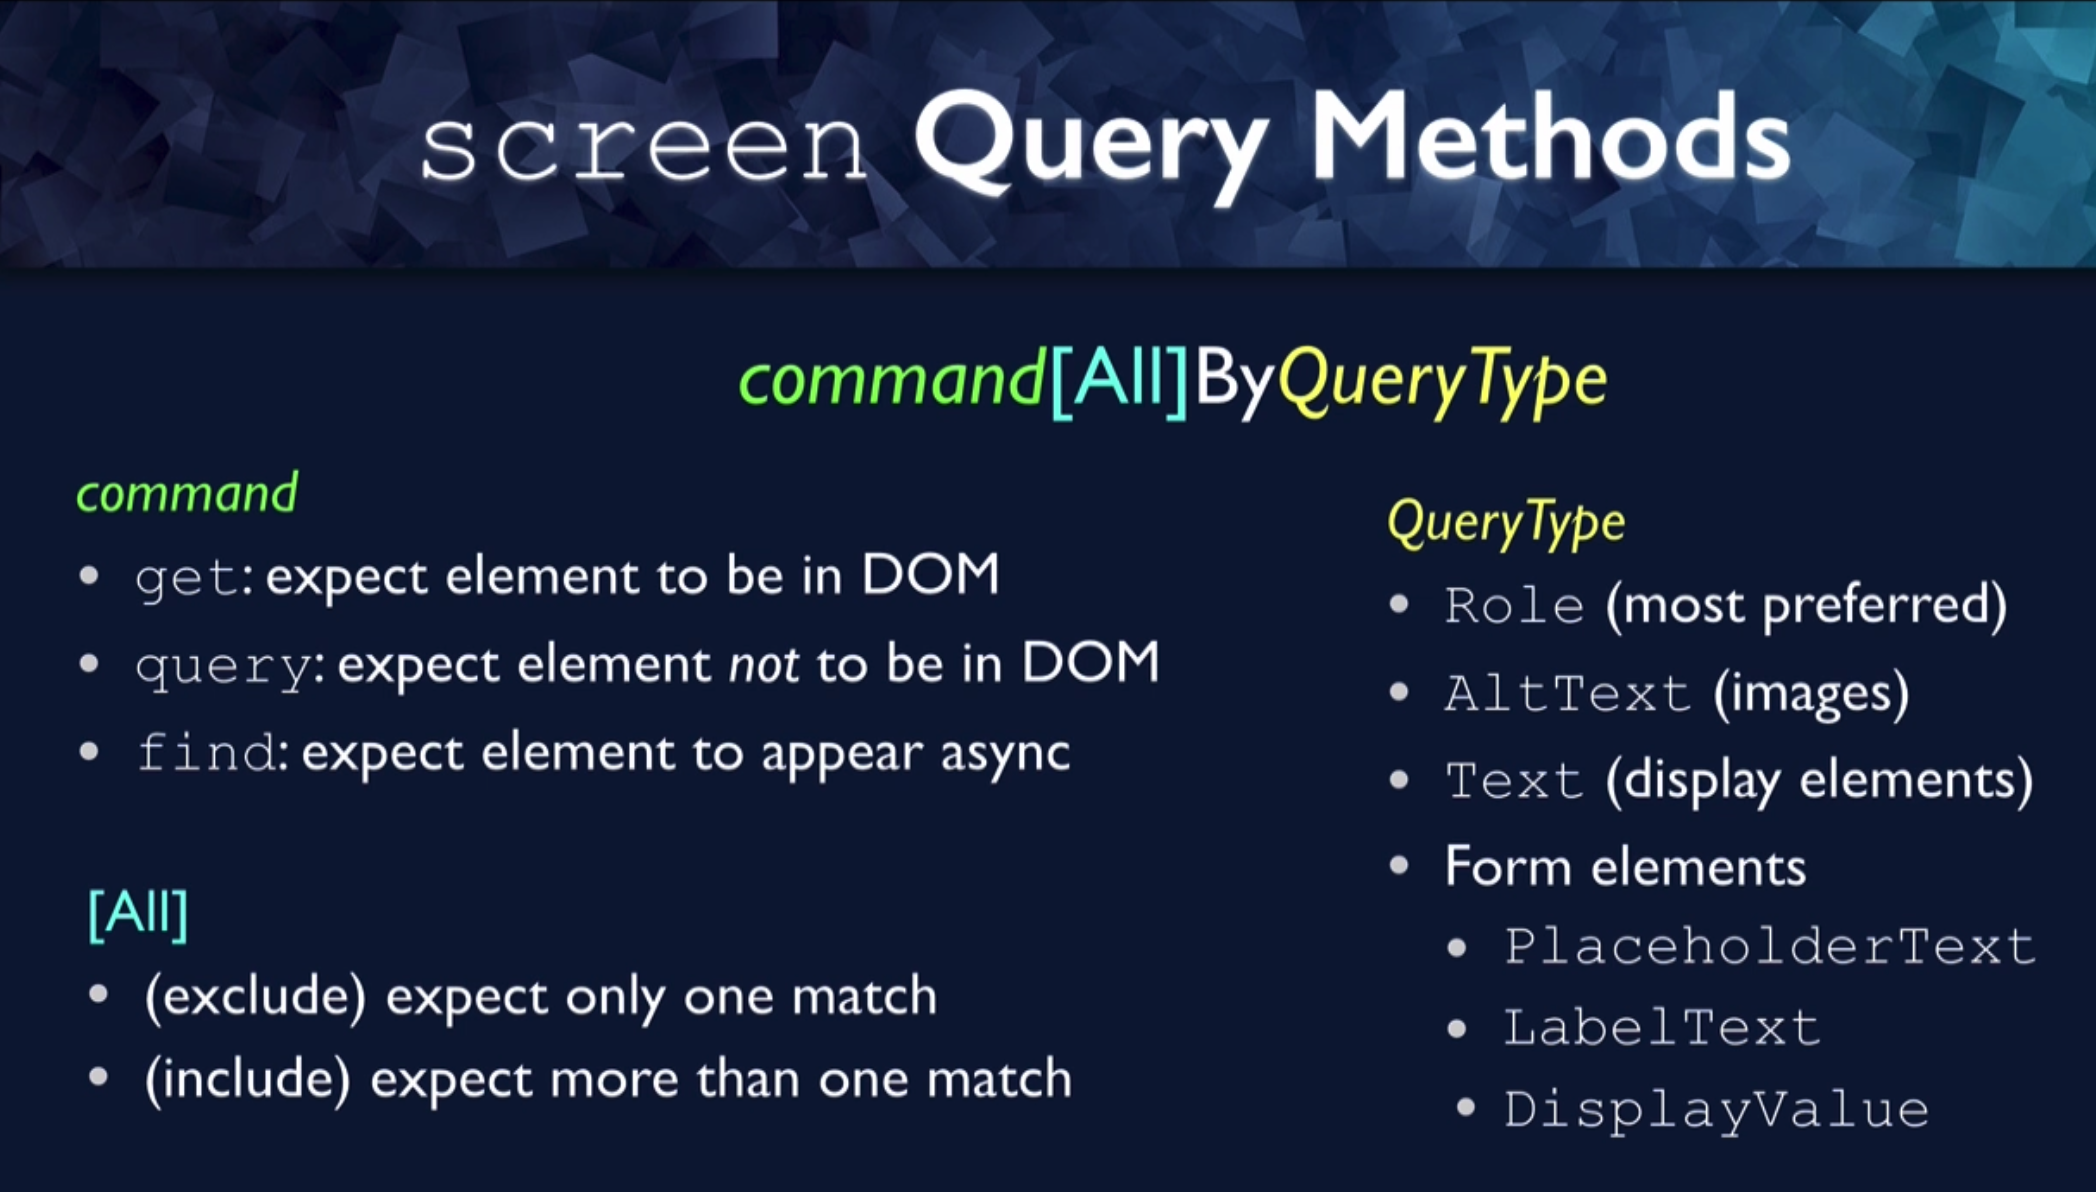 screen Query Methods
command[All]ByQueryType
command
• get: expect element to be in DOM
• query: expect element not to be in DOM
• find: expect element to appear async
[All]
• (exclude) expect only one match
• (include) expect more than one match
QueryType
• Role (most preferred)
• AltText (images)
• Text (display elements)
• Form elements
• PlaceholderText
• LabelText
• DisplayValue